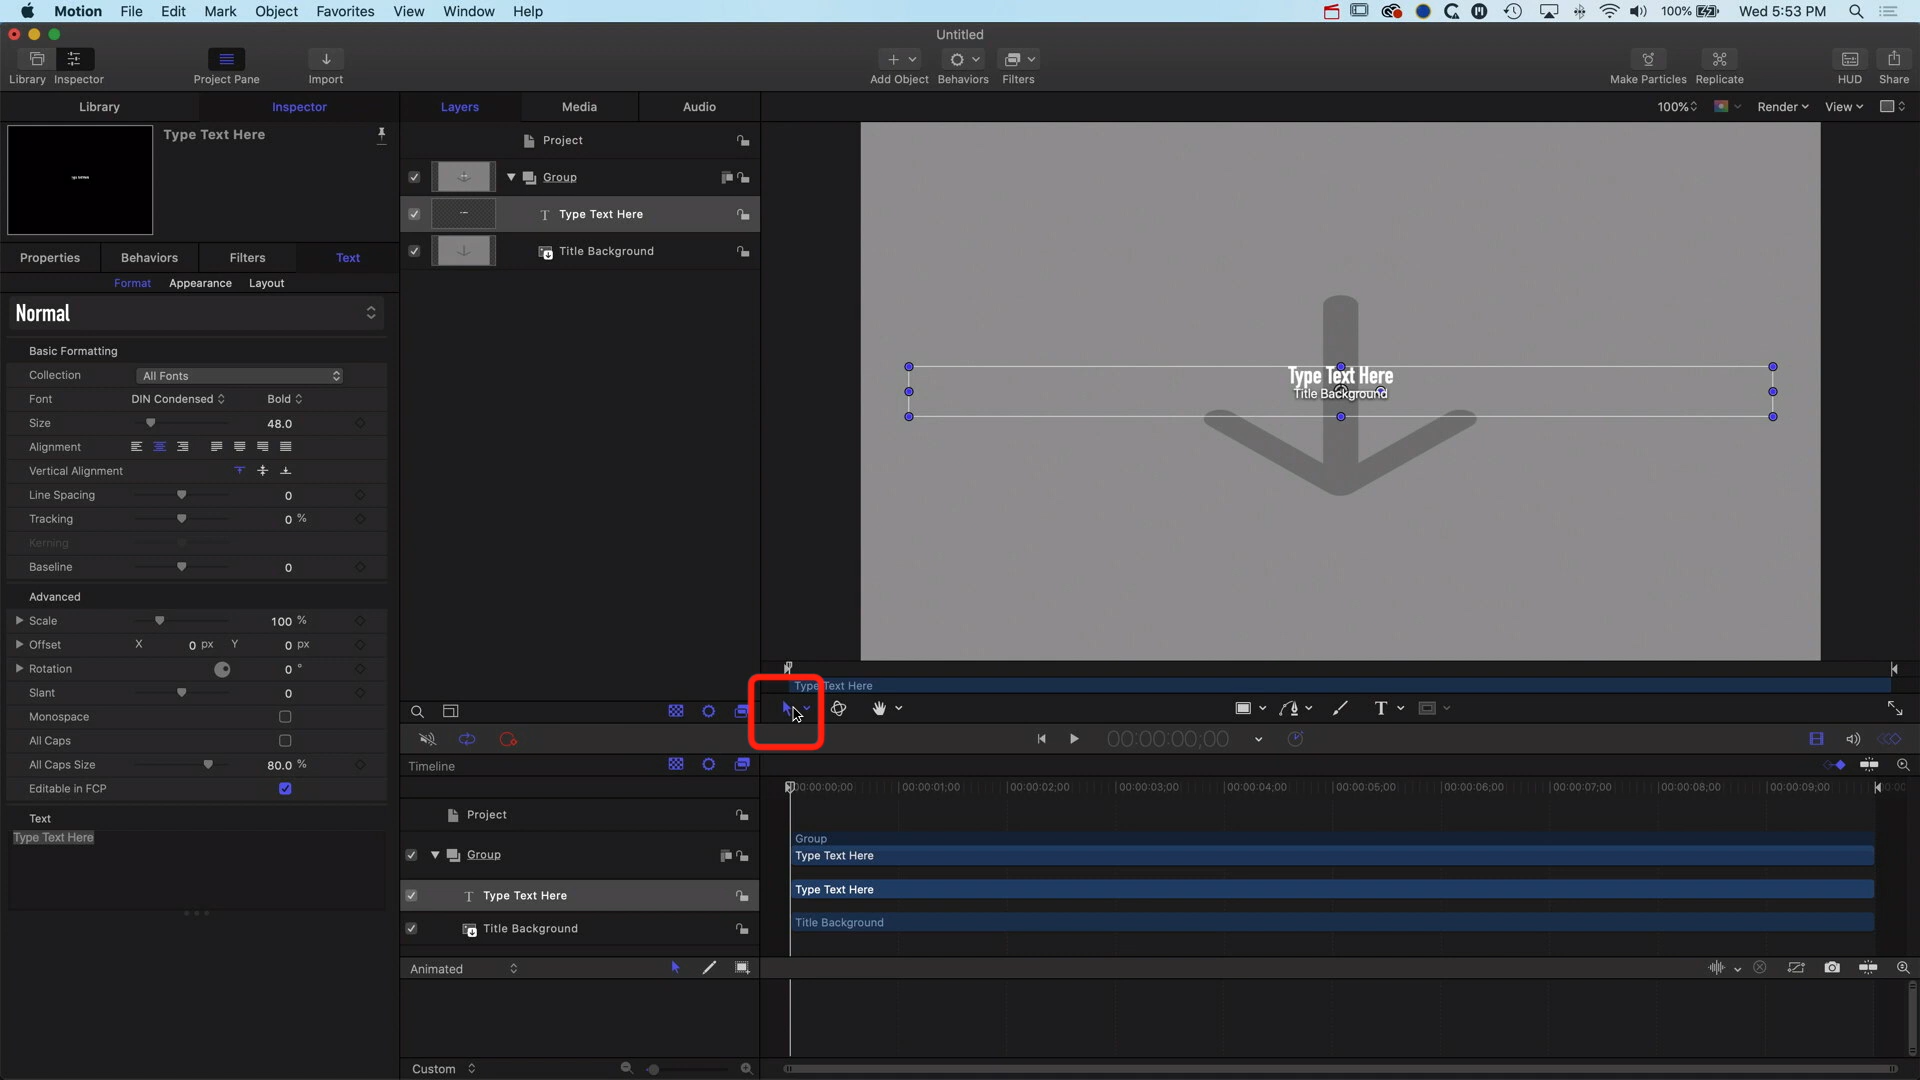 Motion File Edit Mark Object Favorites View Window Help 100% Wed 5:53 PM
Untitled
Library Inspector Project Pane Import Add Object Behaviors Filters Make Particles Replicate HUD Share
Library Inspector Layers Media Audio 100% Render View
Type Text Here
Project
Group
Type Text Here
Title Background
Properties Behaviors Filters Text
Format Appearance Layout
Normal
Basic Formatting
Collection All Fonts
Font DIN Condensed Bold
Size 48.0
Alignment
Vertical Alignment
Line Spacing 0
Tracking 0 %
Kerning
Baseline 0
Advanced
Scale 100 %
Offset X 0 px Y 0 px
Rotation 0 °
Slant 0
Monospace
All Caps
All Caps Size 80.0 %
Editable in FCP
Text
Type Text Here
Type Text Here
Title Background
Type Text Here
T
00:00:00;00
Timeline
00:00:00;00 00:00:01;00 00:00:02;00 00:00:03;00 00:00:04;00 00:00:05;00 00:00:06;00 00:00:07;00 00:00:08;00 00:00:09;00
Project
Group
Type Text Here
Title Background
Group
Type Text Here
Type Text Here
Title Background
Animated
Custom